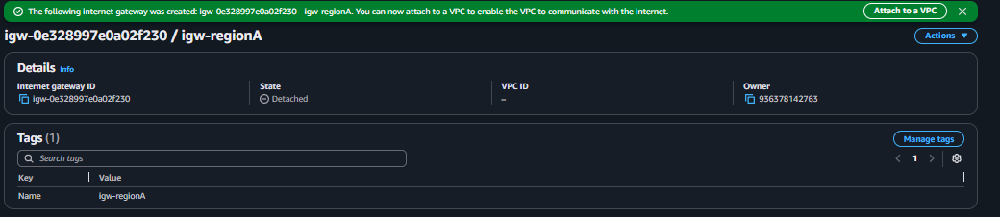 The following internet gateway was created: igw-0e328997e0a02f230 - igw-regionA. You can now attach to a VPC to enable the VPC to communicate with the internet. Attach to a VPC
igw-0e328997e0a02f230 / igw-regionA Actions
Details Info
Internet gateway ID State VPC ID Owner
igw-0e328997e0a02f230 Detached – 936378142763
Tags (1) Manage tags
Search tags 1
Key Value
Name igw-regionA